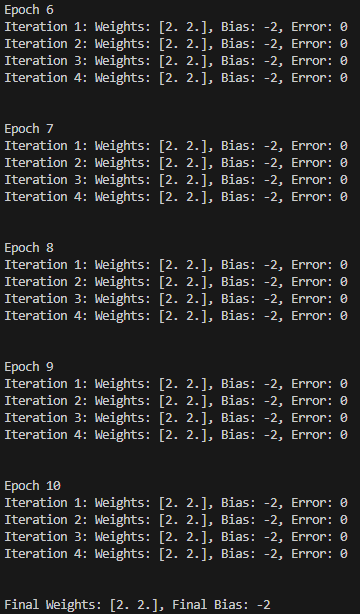 Epoch 6
Iteration 1: Weights: [2. 2.], Bias: -2, Error: 0
Iteration 2: Weights: [2. 2.], Bias: -2, Error: 0
Iteration 3: Weights: [2. 2.], Bias: -2, Error: 0
Iteration 4: Weights: [2. 2.], Bias: -2, Error: 0
Epoch 7
Iteration 1: Weights: [2. 2.], Bias: -2, Error: 0
Iteration 2: Weights: [2. 2.], Bias: -2, Error: 0
Iteration 3: Weights: [2. 2.], Bias: -2, Error: 0
Iteration 4: Weights: [2. 2.], Bias: -2, Error: 0
Epoch 8
Iteration 1: Weights: [2. 2.], Bias: -2, Error: 0
Iteration 2: Weights: [2. 2.], Bias: -2, Error: 0
Iteration 3: Weights: [2. 2.], Bias: -2, Error: 0
Iteration 4: Weights: [2. 2.], Bias: -2, Error: 0
Epoch 9
Iteration 1: Weights: [2. 2.], Bias: -2, Error: 0
Iteration 2: Weights: [2. 2.], Bias: -2, Error: 0
Iteration 3: Weights: [2. 2.], Bias: -2, Error: 0
Iteration 4: Weights: [2. 2.], Bias: -2, Error: 0
Epoch 10
Iteration 1: Weights: [2. 2.], Bias: -2, Error: 0
Iteration 2: Weights: [2. 2.], Bias: -2, Error: 0
Iteration 3: Weights: [2. 2.], Bias: -2, Error: 0
Iteration 4: Weights: [2. 2.], Bias: -2, Error: 0
Final Weights: [2. 2.], Final Bias: -2